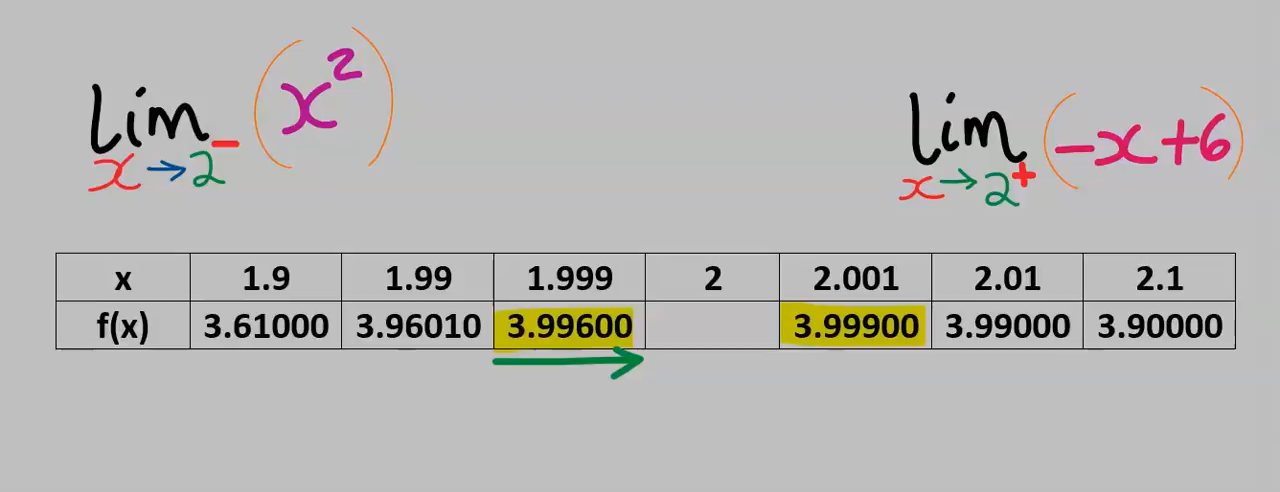 lim x→2⁻ (x²)
lim x→2⁺ (-x+6)
x 1.9 1.99 1.999 2 2.001 2.01 2.1
f(x) 3.61000 3.96010 3.99600 3.99900 3.99000 3.90000